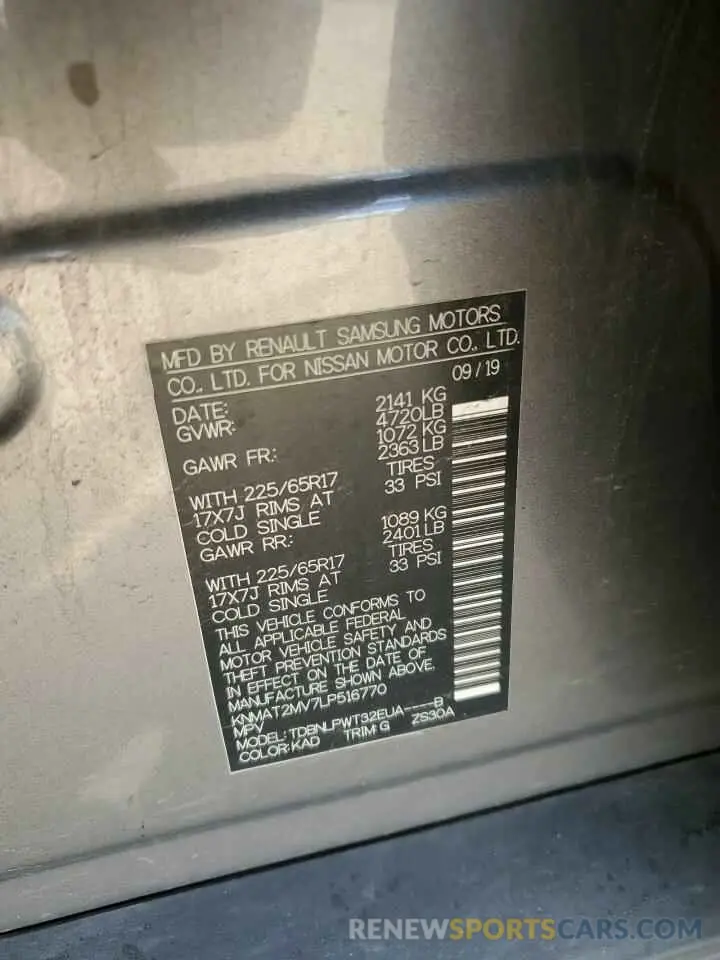 MFD BY RENAULT SAMSUNG MOTORS
CO., LTD. FOR NISSAN MOTOR CO., LTD.
DATE: 09/19
GVWR: 2141 KG
4720LB
GAWR FR: 1072 KG
2363LB
WITH 225/65R17 TIRES
17X7J RIMS AT 33 PSI
COLD SINGLE
GAWR RR: 1089 KG
2401LB
WITH 225/65R17 TIRES
17X7J RIMS AT 33 PSI
COLD SINGLE
THIS VEHICLE CONFORMS TO
ALL APPLICABLE FEDERAL
MOTOR VEHICLE SAFETY AND
THEFT PREVENTION STANDARDS
IN EFFECT ON THE DATE OF
MANUFACTURE SHOWN ABOVE.
KNMAT2MV7LP516770
MPV
MODEL: TDBNLPWT32EUA----B
COLOR: KAD TRIM: G ZS30A
RENEWSPORTSCARS.COM